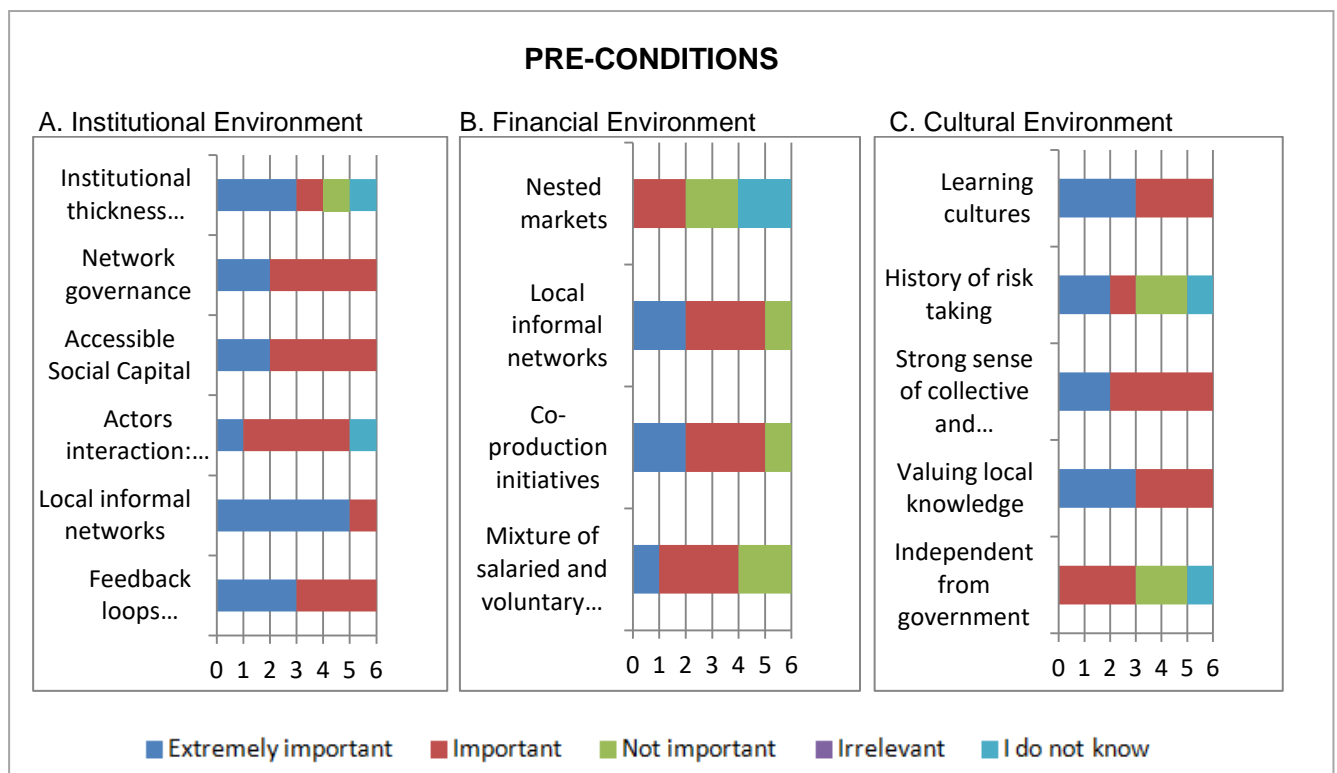 PRE-CONDITIONS
A. Institutional Environment
Institutional
thickness...
Network
governance
Accessible
Social Capital
Actors
interaction:...
Local informal
networks
Feedback
loops...
0 1 2 3 4 5 6
B. Financial Environment
Nested
markets
Local
informal
networks
Co-
production
initiatives
Mixture of
salaried and
voluntary...
0 1 2 3 4 5 6
C. Cultural Environment
Learning
cultures
History of risk
taking
Strong sense
of collective
and...
Valuing local
knowledge
Independent
from
government
0 1 2 3 4 5 6
Extremely important Important Not important Irrelevant I do not know